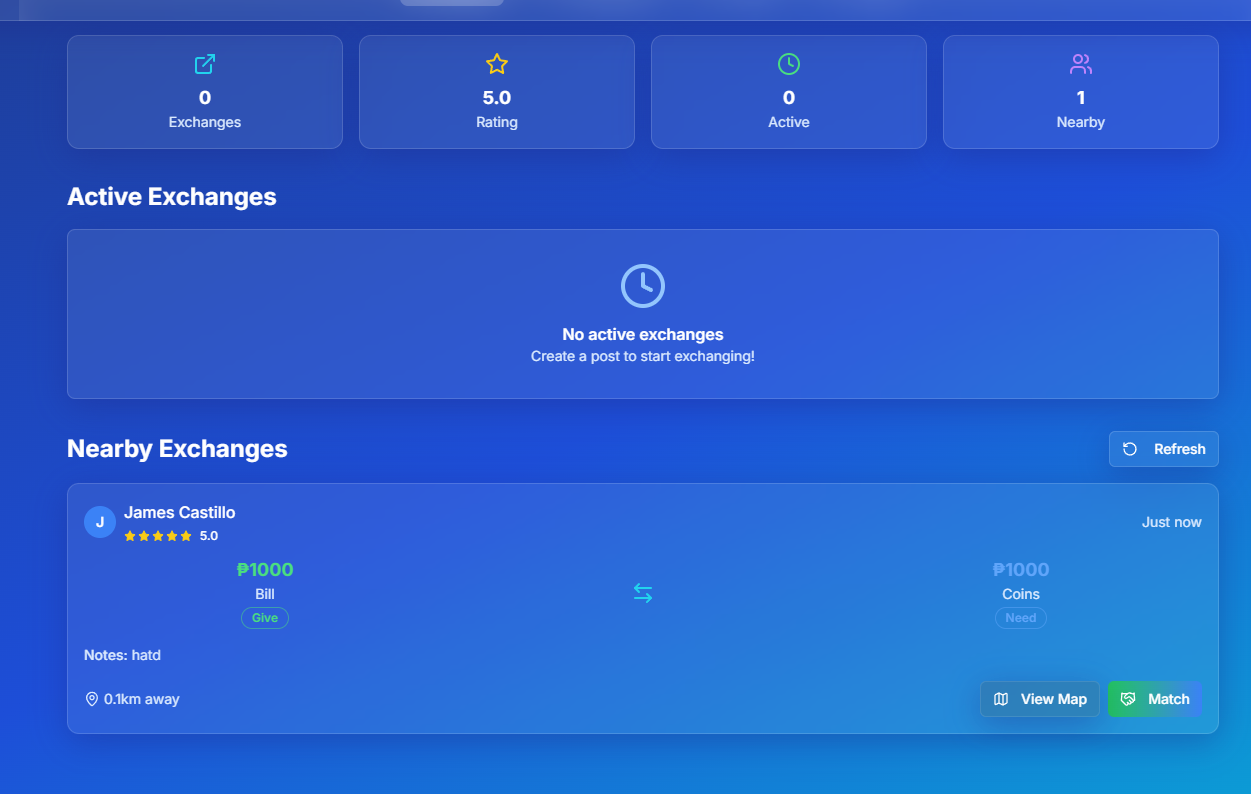 0
Exchanges
5.0
Rating
0
Active
1
Nearby
Active Exchanges
No active exchanges
Create a post to start exchanging!
Nearby Exchanges
Refresh
J
James Castillo
5.0
Just now
₱1000
Bill
Give
₱1000
Coins
Need
Notes: hatd
0.1km away
View Map
Match